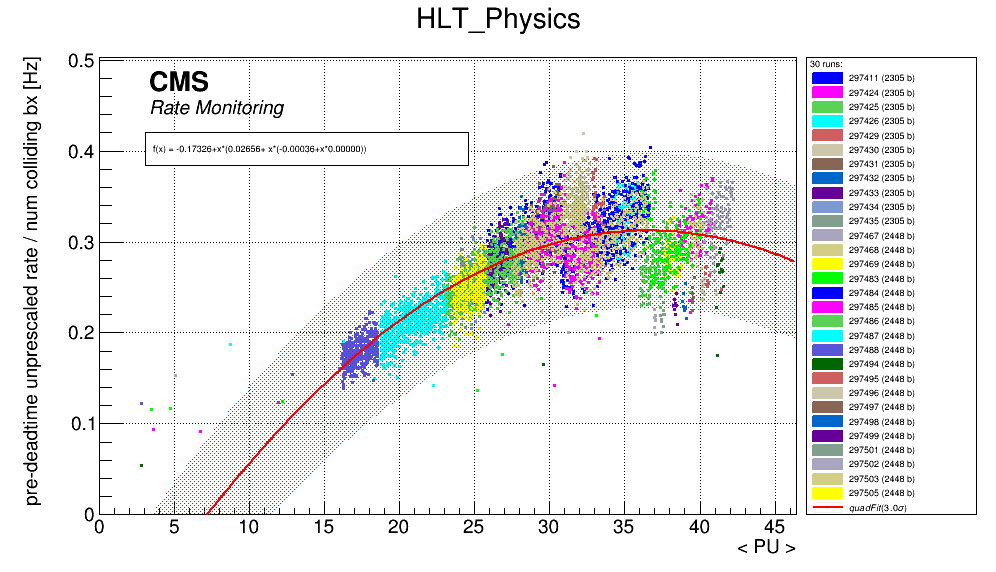 HLT_Physics
pre-deadtime unprescaled rate / num colliding bx [Hz]
0.5
0.4
0.3
0.2
0.1
0
CMS
Rate Monitoring
f(x) = -0.17326+x*(0.02656+ x*(-0.00036+x*0.00000))
0 5 10 15 20 25 30 35 40 45
< PU >
30 runs:
297411 (2305 b)
297424 (2305 b)
297425 (2305 b)
297426 (2305 b)
297429 (2305 b)
297430 (2305 b)
297431 (2305 b)
297432 (2305 b)
297433 (2305 b)
297434 (2305 b)
297435 (2305 b)
297467 (2448 b)
297468 (2448 b)
297469 (2448 b)
297483 (2448 b)
297484 (2448 b)
297485 (2448 b)
297486 (2448 b)
297487 (2448 b)
297488 (2448 b)
297494 (2448 b)
297495 (2448 b)
297496 (2448 b)
297497 (2448 b)
297498 (2448 b)
297499 (2448 b)
297501 (2448 b)
297502 (2448 b)
297503 (2448 b)
297505 (2448 b)
quadFit(3.0σ)